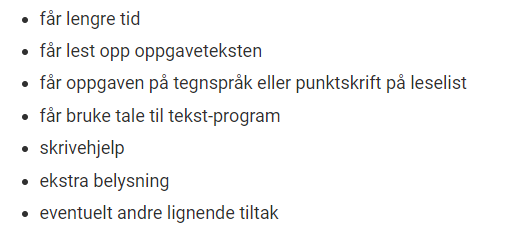 får lengre tid
får lest opp oppgaveteksten
får oppgaven på tegnspråk eller punktskrift på leselist
får bruke tale til tekst-program
skrivehjelp
ekstra belysning
eventuelt andre lignende tiltak